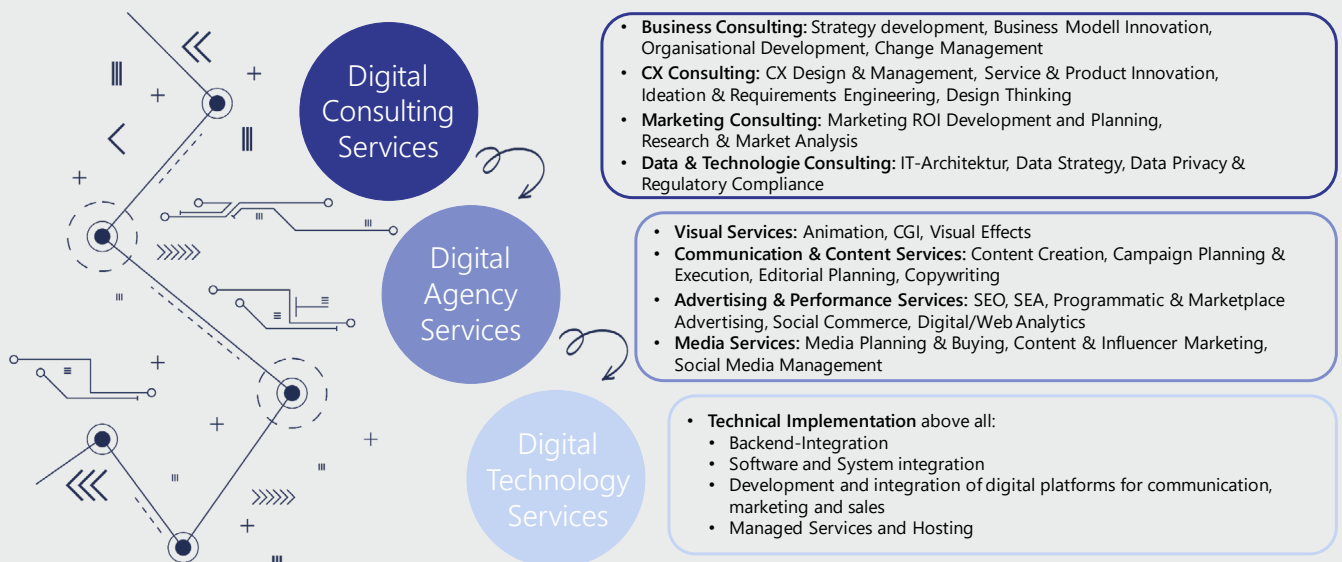 Digital
Consulting
Services
• Business Consulting: Strategy development, Business Modell Innovation,
Organisational Development, Change Management
• CX Consulting: CX Design & Management, Service & Product Innovation,
Ideation & Requirements Engineering, Design Thinking
• Marketing Consulting: Marketing ROI Development and Planning,
Research & Market Analysis
• Data & Technologie Consulting: IT-Architektur, Data Strategy, Data Privacy &
Regulatory Compliance
Digital
Agency
Services
• Visual Services: Animation, CGI, Visual Effects
• Communication & Content Services: Content Creation, Campaign Planning &
Execution, Editorial Planning, Copywriting
• Advertising & Performance Services: SEO, SEA, Programmatic & Marketplace
Advertising, Social Commerce, Digital/Web Analytics
• Media Services: Media Planning & Buying, Content & Influencer Marketing,
Social Media Management
Digital
Technology
Services
• Technical Implementation above all:
• Backend-Integration
• Software and System integration
• Development and integration of digital platforms for communication,
marketing and sales
• Managed Services and Hosting